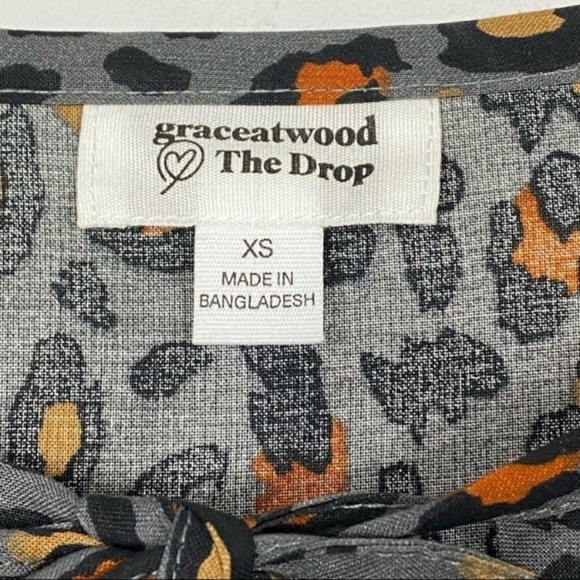 graceatwood
The Drop
XS
MADE IN
BANGLADESH